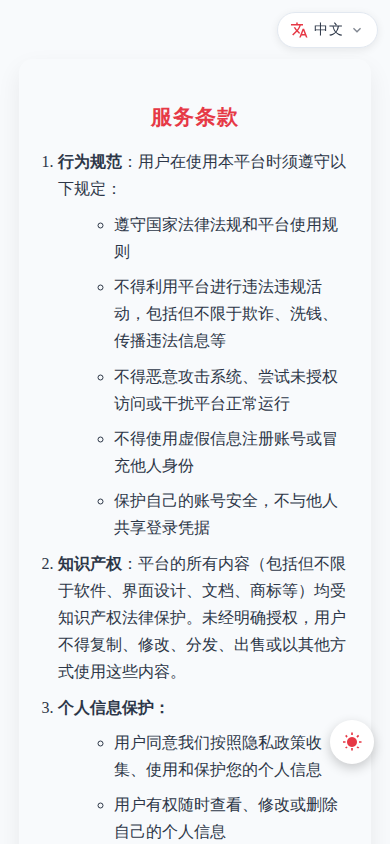 中文
服务条款
1. 行为规范：用户在使用本平台时须遵守以
下规定：
遵守国家法律法规和平台使用规
则
不得利用平台进行违法违规活
动，包括但不限于欺诈、洗钱、
传播违法信息等
不得恶意攻击系统、尝试未授权
访问或干扰平台正常运行
不得使用虚假信息注册账号或冒
充他人身份
保护自己的账号安全，不与他人
共享登录凭据
2. 知识产权：平台的所有内容（包括但不限
于软件、界面设计、文档、商标等）均受
知识产权法律保护。未经明确授权，用户
不得复制、修改、分发、出售或以其他方
式使用这些内容。
3. 个人信息保护：
用户同意我们按照隐私政策收
集、使用和保护您的个人信息
用户有权随时查看、修改或删除
自己的个人信息